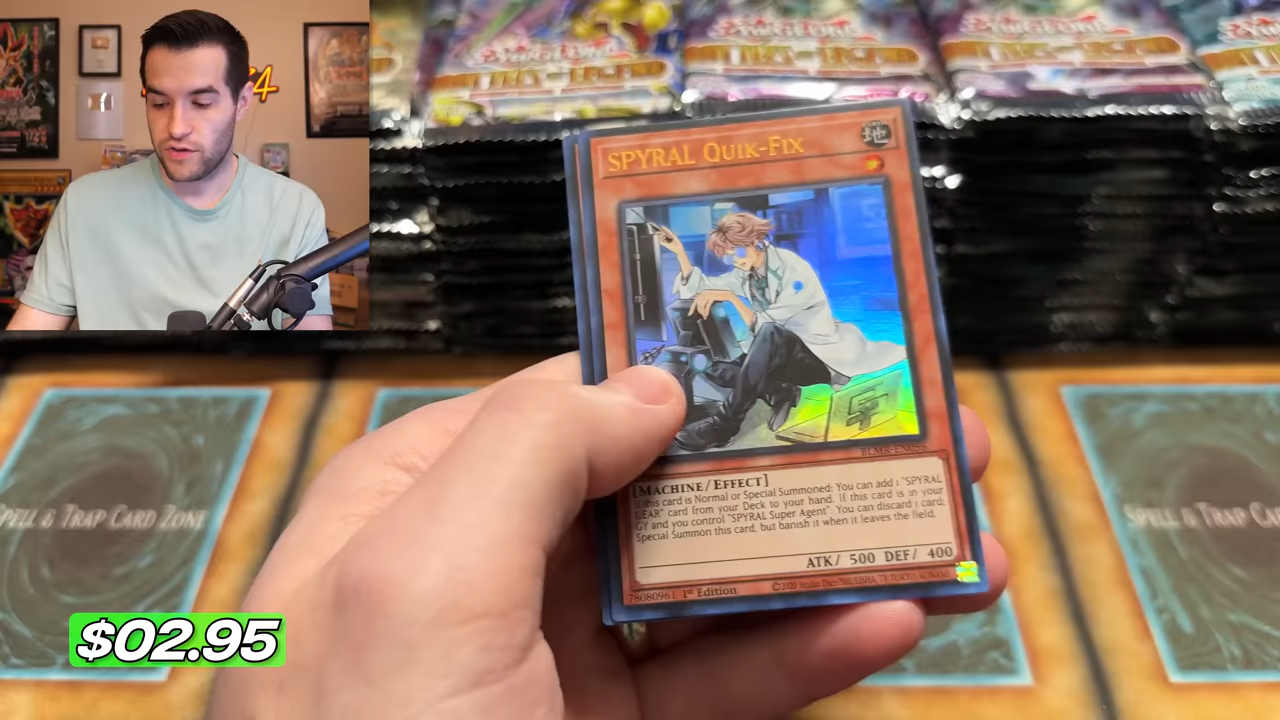 SPYRAL QUIK-FIX
[MACHINE/EFFECT]
If this card is Normal or Special Summoned: You can add 1 "SPYRAL
GEAR" card from your Deck to your hand. If this card is in your
GY and you control "SPYRAL Super Agent": You can discard 1 card;
Special Summon this card, but banish it when it leaves the field.
ATK/ 500 DEF/ 400
78080961 1st Edition
SPELL & TRAP CARD ZONE
SPELL & TRAP CA
$02.95